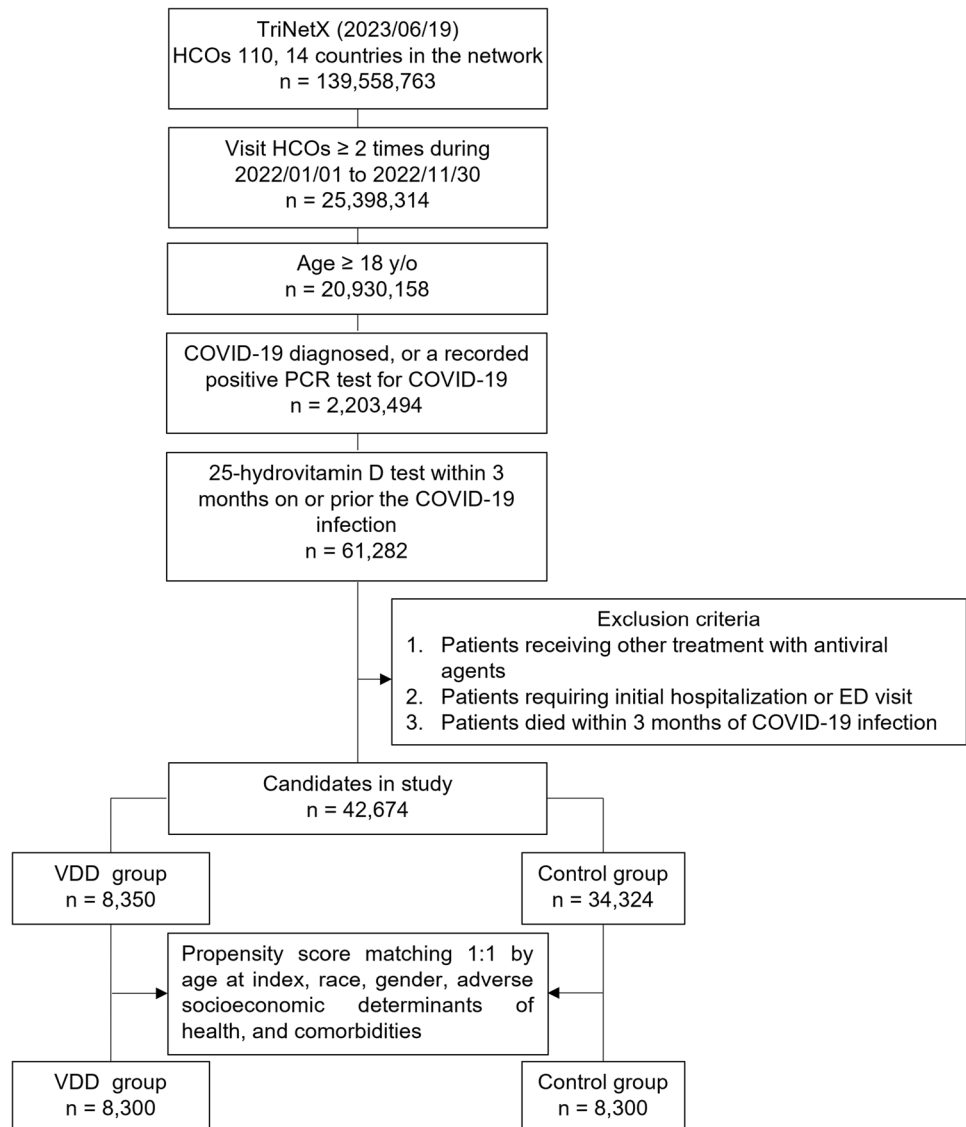 TriNetX (2023/06/19)
HCOs 110, 14 countries in the network
n = 139,558,763
Visit HCOs ≥ 2 times during
2022/01/01 to 2022/11/30
n = 25,398,314
Age ≥ 18 y/o
n = 20,930,158
COVID-19 diagnosed, or a recorded
positive PCR test for COVID-19
n = 2,203,494
25-hydrovitamin D test within 3
months on or prior the COVID-19
infection
n = 61,282
Exclusion criteria
1. Patients receiving other treatment with antiviral
agents
2. Patients requiring initial hospitalization or ED visit
3. Patients died within 3 months of COVID-19 infection
Candidates in study
n = 42,674
VDD group
n = 8,350
Control group
n = 34,324
Propensity score matching 1:1 by
age at index, race, gender, adverse
socioeconomic determinants of
health, and comorbidities
VDD group
n = 8,300
Control group
n = 8,300